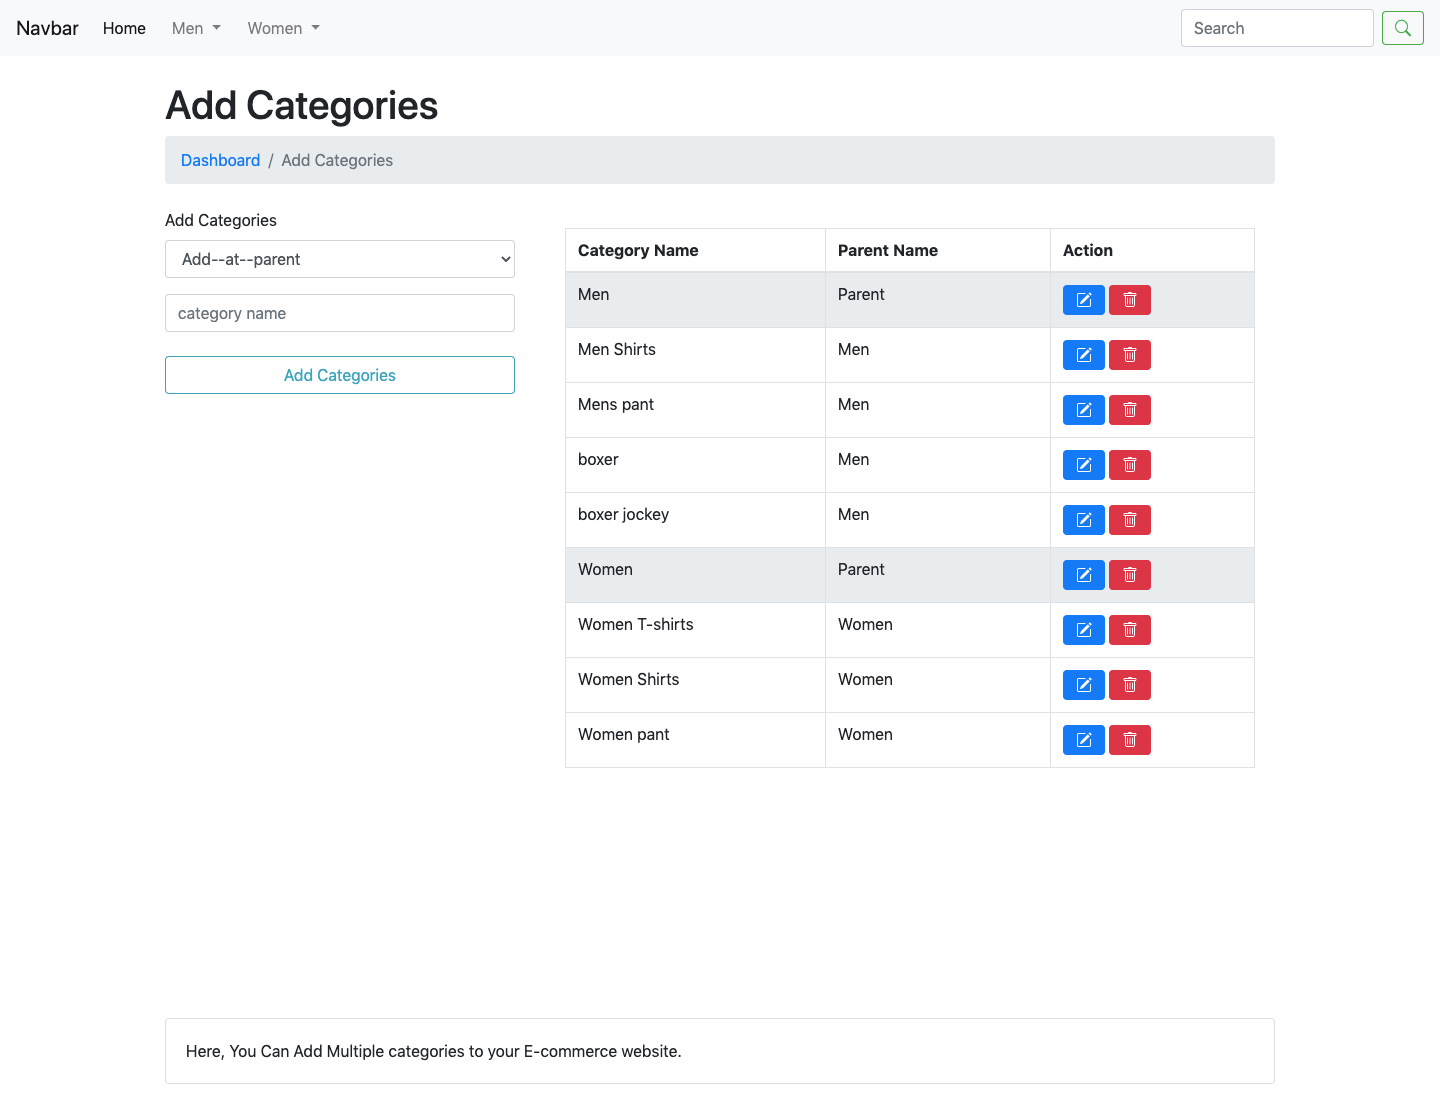 Navbar Home Men Women Search
Add Categories
Dashboard / Add Categories
Add Categories
Add--at--parent
category name
Add Categories
Category Name Parent Name Action
Men Parent
Men Shirts Men
Mens pant Men
boxer Men
boxer jockey Men
Women Parent
Women T-shirts Women
Women Shirts Women
Women pant Women
Here, You Can Add Multiple categories to your E-commerce website.